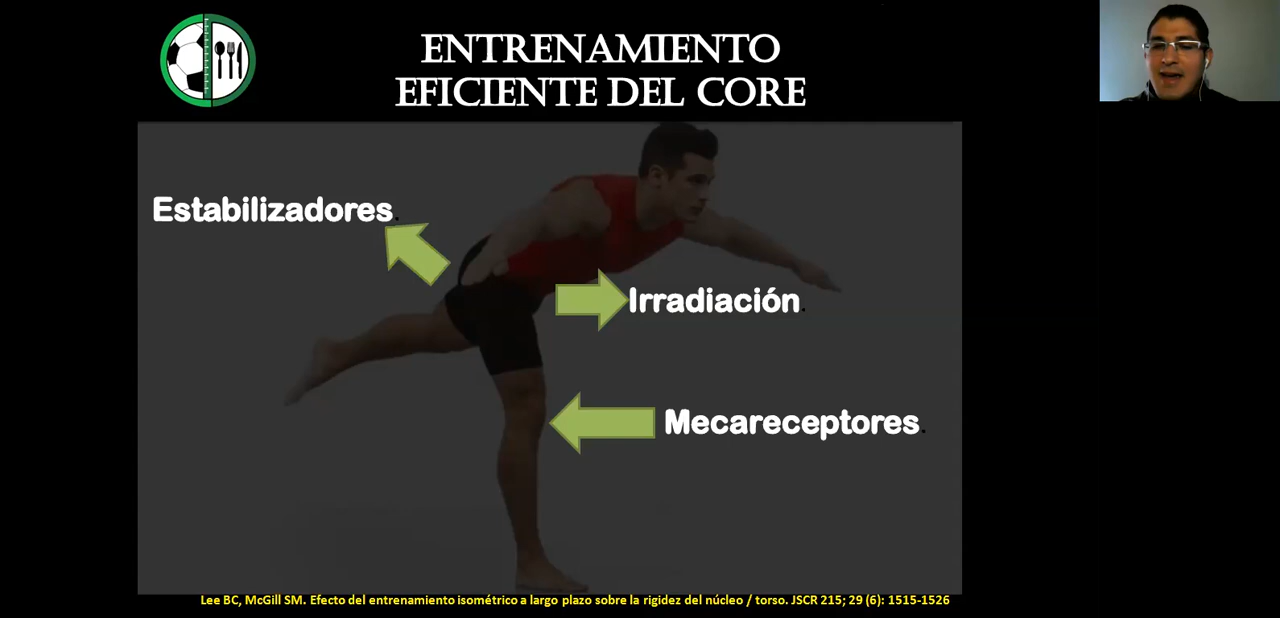 ENTRENAMIENTO
EFICIENTE DEL CORE
Estabilizadores.
Irradiación.
Mecareceptores.
Lee BC, McGill SM. Efecto del entrenamiento isométrico a largo plazo sobre la rigidez del núcleo / torso. JSCR 215; 29 (6): 1515-1526